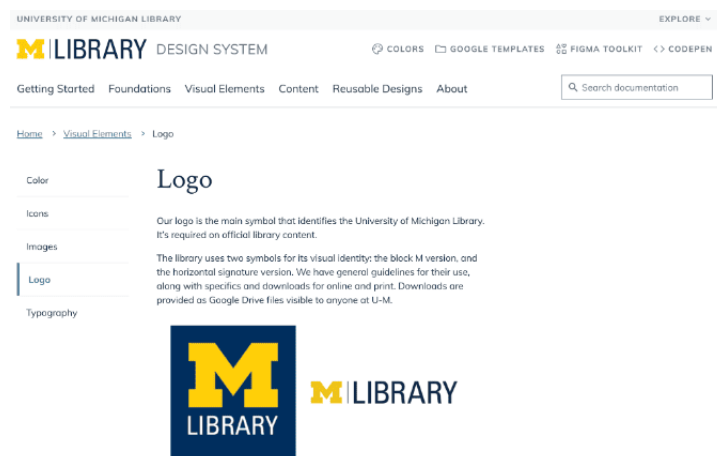 UNIVERSITY OF MICHIGAN LIBRARY
EXPLORE
M LIBRARY DESIGN SYSTEM
COLORS
GOOGLE TEMPLATES
FIGMA TOOLKIT
<> CODEPEN
Getting Started
Foundations
Visual Elements
Content
Reusable Designs
About
Search documentation
Home > Visual Elements > Logo
Color
Icons
Images
Logo
Typography
Logo
Our logo is the main symbol that identifies the University of Michigan Library.
It's required on official library content.
The library uses two symbols for its visual identity: the block M version, and
the horizontal signature version. We have general guidelines for their use,
along with specifics and downloads for online and print. Downloads are
provided as Google Drive files visible to anyone at U-M.
M
LIBRARY
M LIBRARY